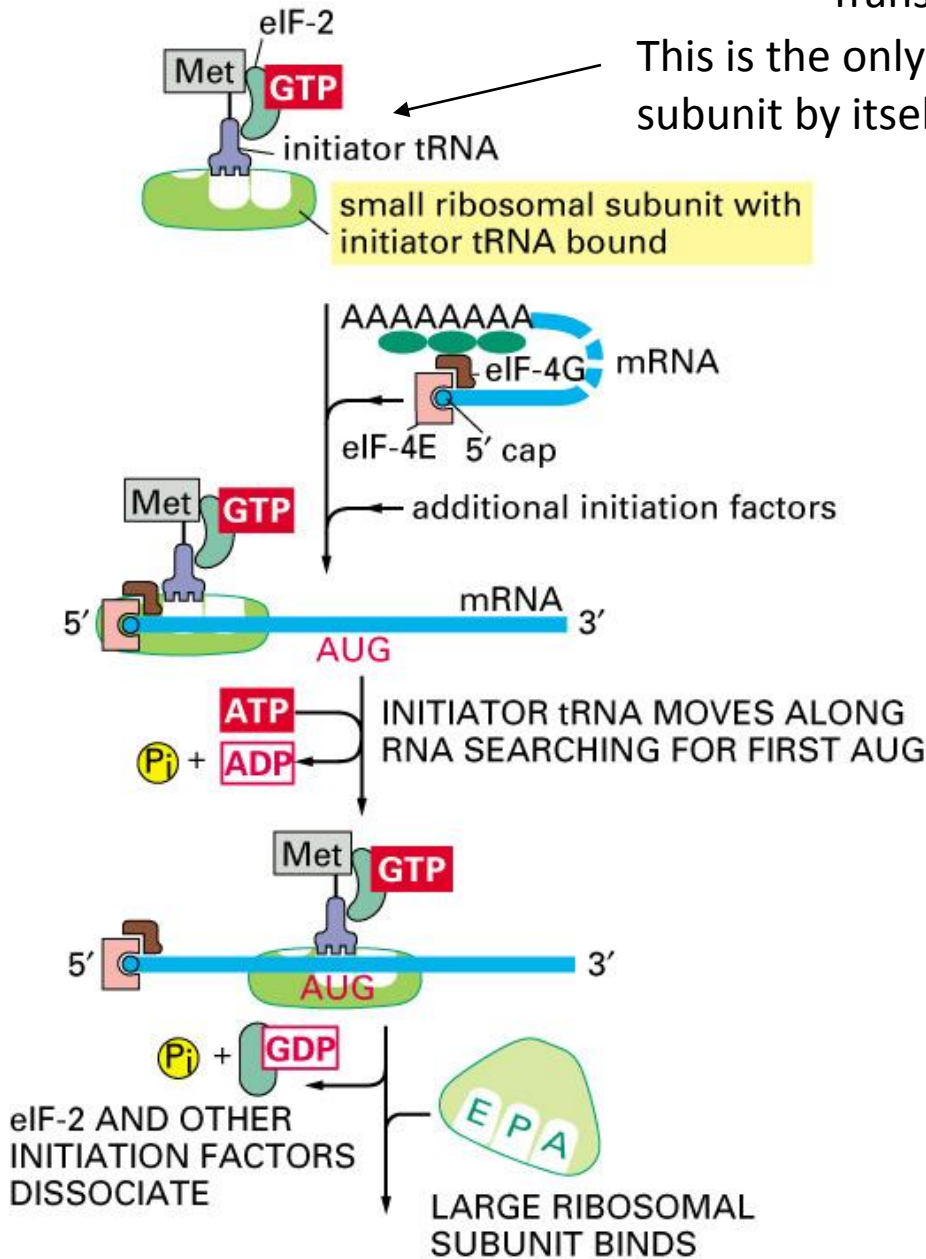 Trans
This is the only
subunit by itsel
eIF-2
Met
GTP
initiator tRNA
small ribosomal subunit with
initiator tRNA bound
AAAAAAAA
mRNA
eIF-4G
eIF-4E
5′ cap
Met
GTP
additional initiation factors
mRNA
5′
3′
AUG
ATP
Pi + ADP
INITIATOR tRNA MOVES ALONG
RNA SEARCHING FOR FIRST AUG
Met
GTP
5′
3′
AUG
Pi + GDP
eIF-2 AND OTHER
INITIATION FACTORS
DISSOCIATE
E P A
LARGE RIBOSOMAL
SUBUNIT BINDS